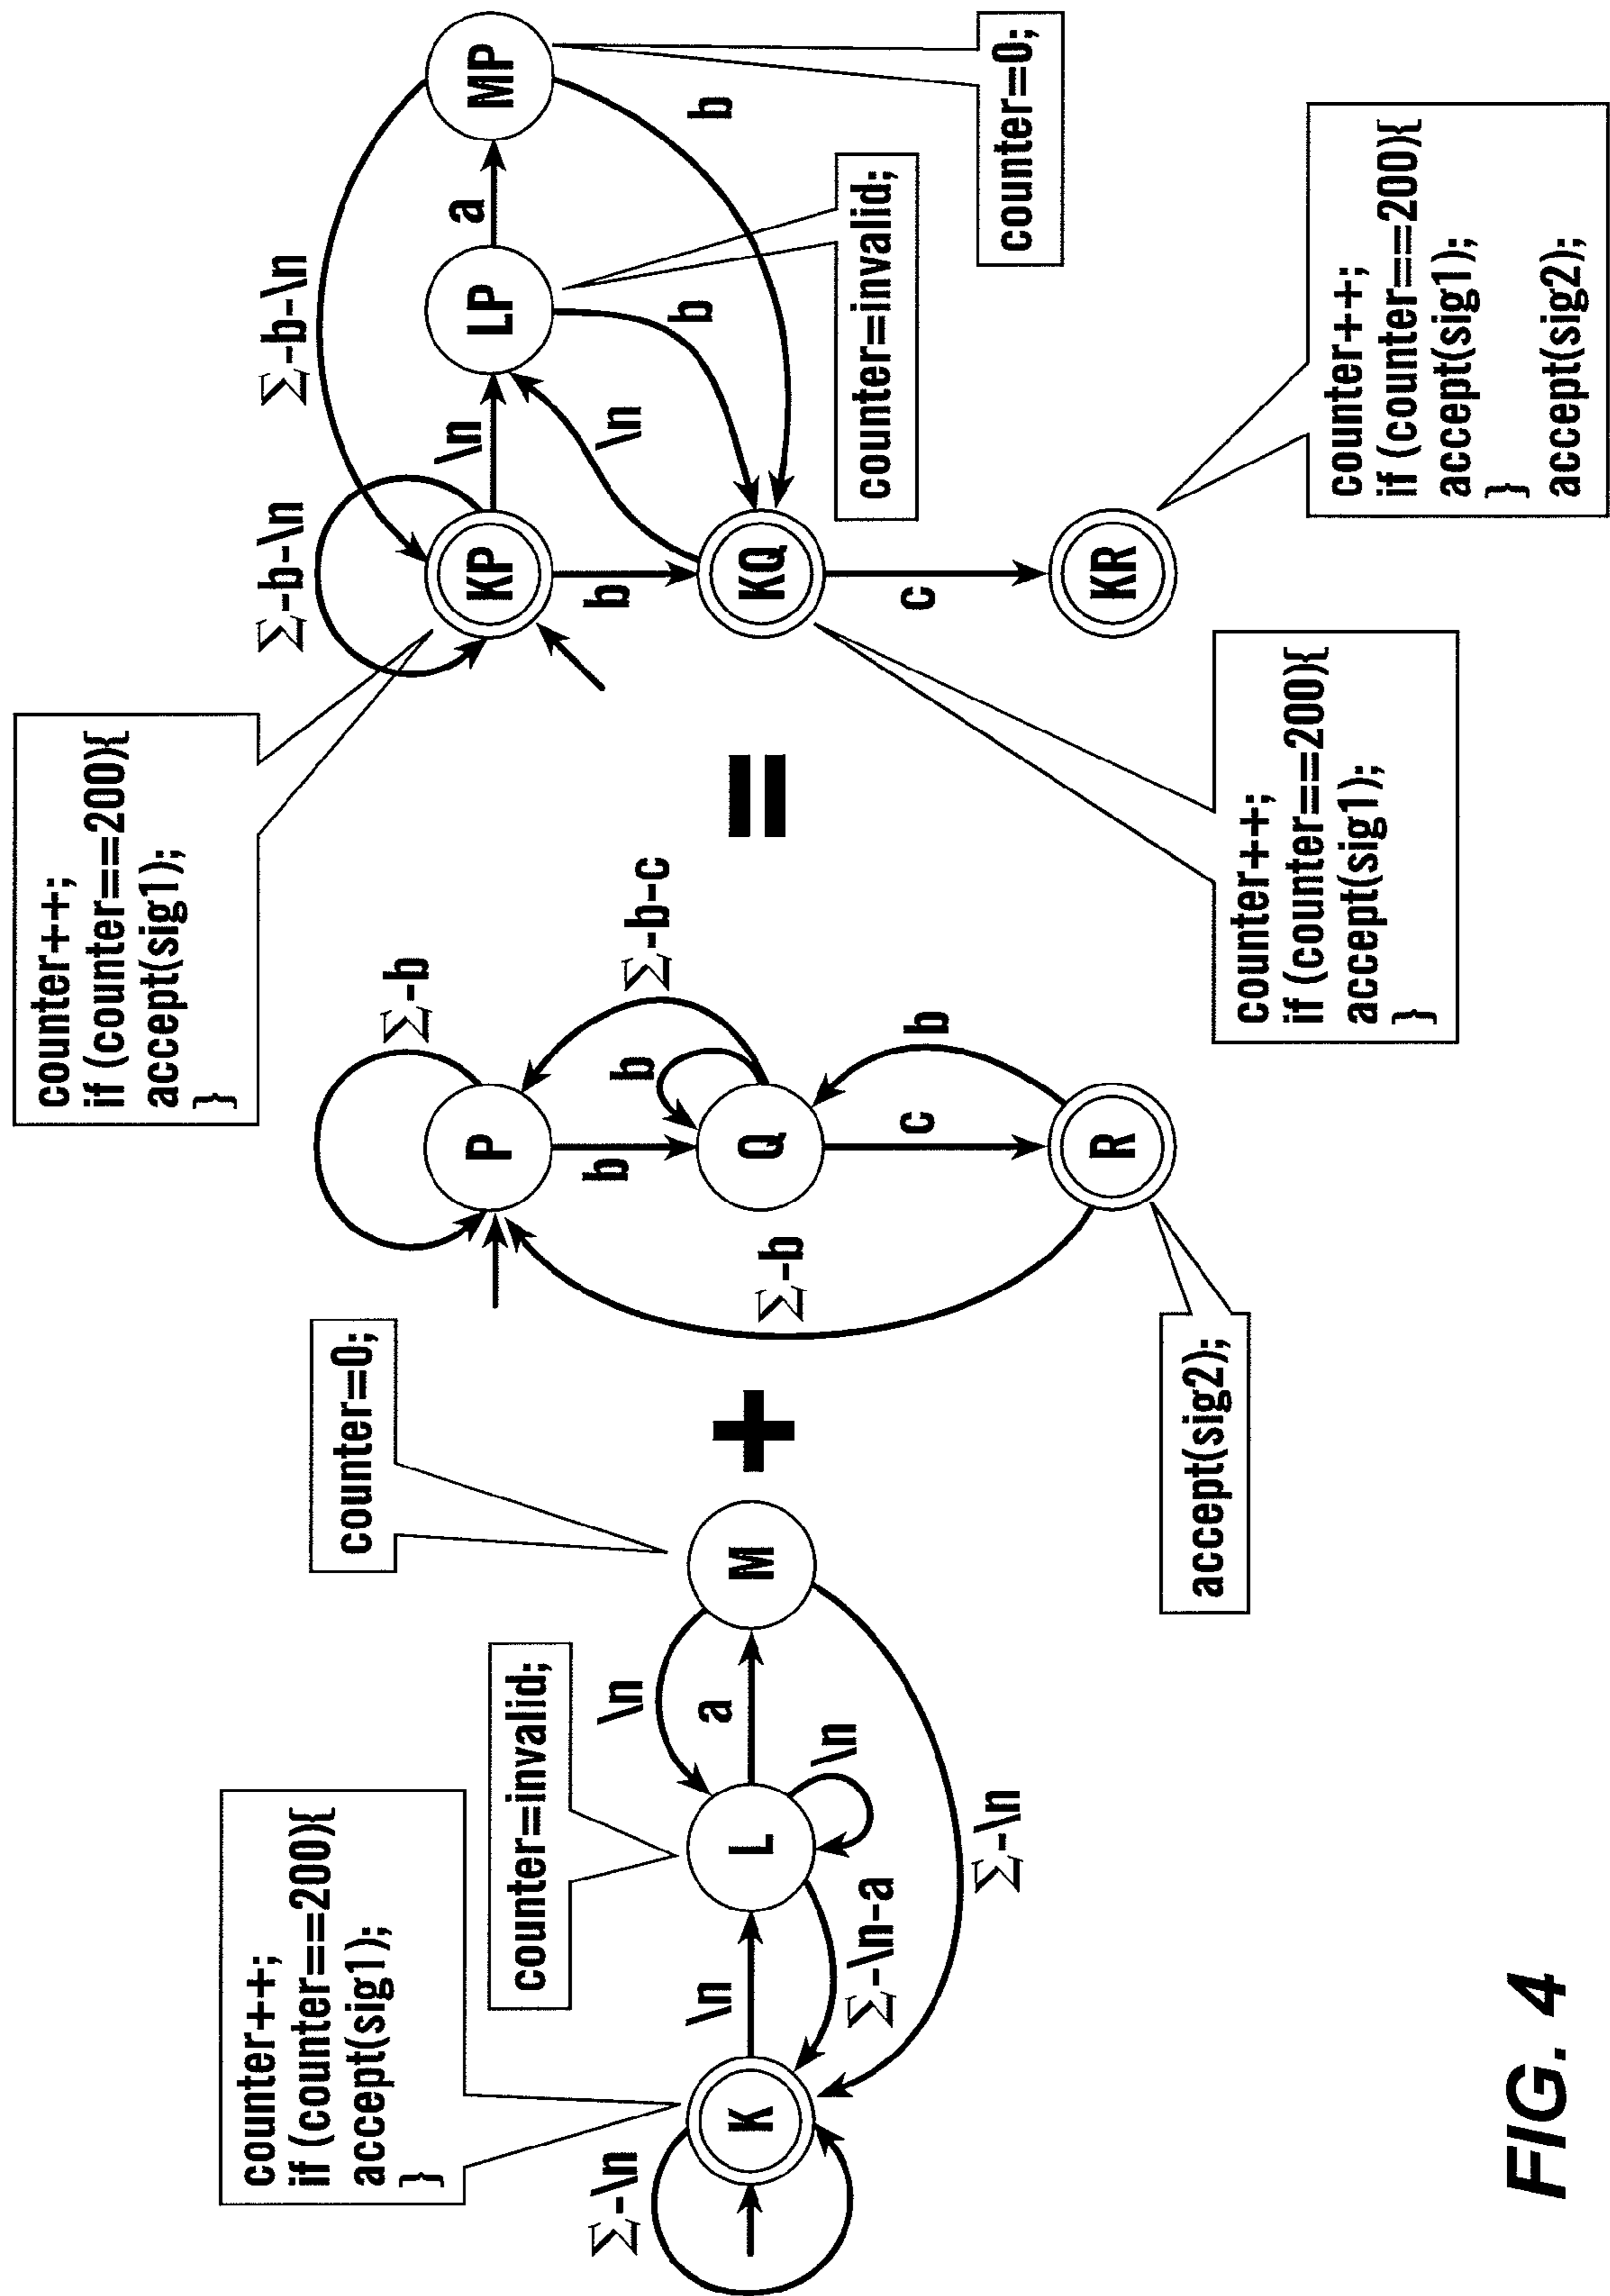 counter++;
if (counter==200){
accept(sig1);
}
counter=invalid;
counter=0;
Σ-\n
K
\n
L
a
M
\n
\n
Σ-\n-a
Σ-\n
+
Σ-b
P
b
Σ-b-c
b
Q
c
b
R
Σ-b
accept(sig2);
=
counter++;
if (counter==200){
accept(sig1);
}
Σ-b-\n
Σ-b-\n
KP
\n
LP
a
MP
b
\n
b
b
KQ
c
KR
counter=invalid;
counter=0;
counter++;
if (counter==200){
accept(sig1);
}
counter++;
if (counter==200){
accept(sig1);
}
accept(sig2);
FIG. 4